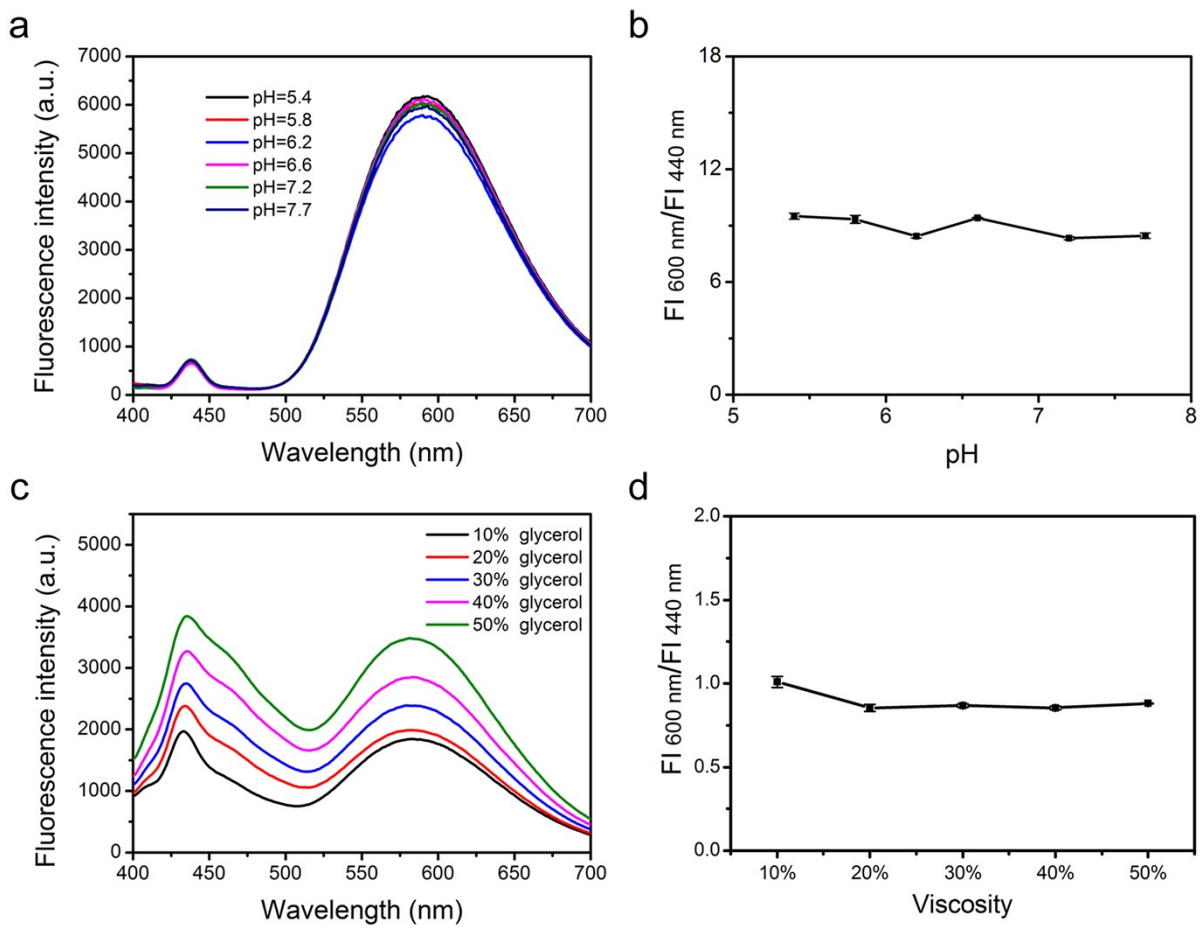 a
Fluorescence intensity (a.u.)
7000
6000
5000
4000
3000
2000
1000
0
pH=5.4
pH=5.8
pH=6.2
pH=6.6
pH=7.2
pH=7.7
400 450 500 550 600 650 700
Wavelength (nm)
b
FI 600 nm/FI 440 nm
18
12
6
0
5 6 7 8
pH
c
Fluorescence intensity (a.u.)
5000
4000
3000
2000
1000
0
10% glycerol
20% glycerol
30% glycerol
40% glycerol
50% glycerol
400 450 500 550 600 650 700
Wavelength (nm)
d
FI 600 nm/FI 440 nm
2.0
1.5
1.0
0.5
0.0
10% 20% 30% 40% 50%
Viscosity